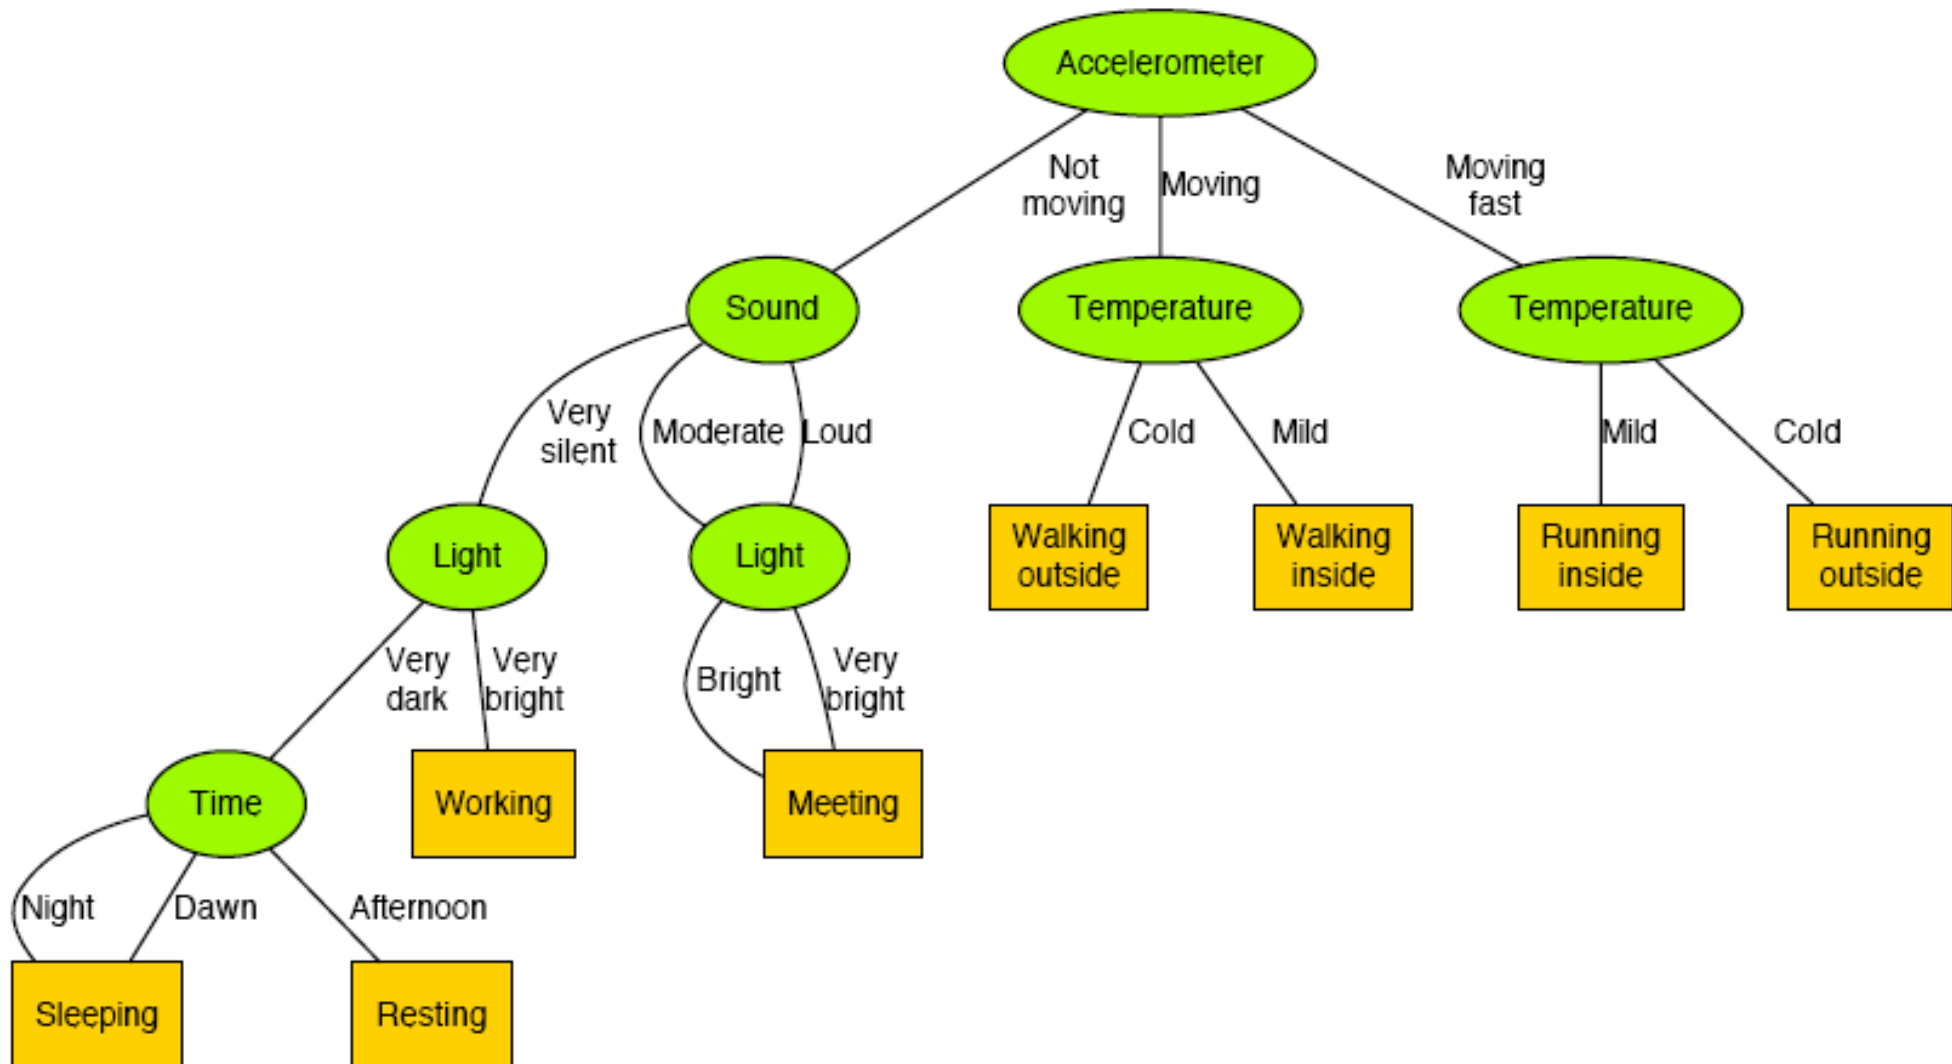 Accelerometer
Not
moving
Moving
Moving
fast
Sound
Temperature
Temperature
Very
silent
Moderate
Loud
Cold
Mild
Mild
Cold
Light
Light
Walking
outside
Walking
inside
Running
inside
Running
outside
Very
dark
Very
bright
Bright
Very
bright
Time
Working
Meeting
Night
Dawn
Afternoon
Sleeping
Resting